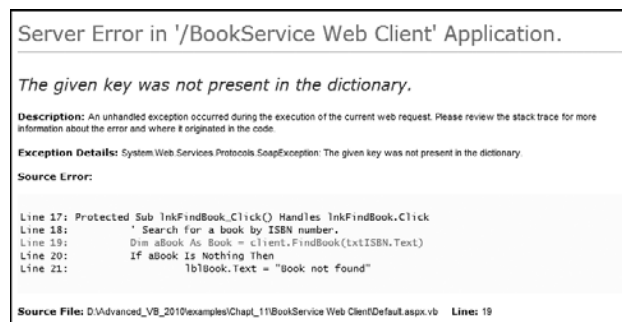 Server Error in '/BookService Web Client' Application.
The given key was not present in the dictionary.
Description: An unhandled exception occurred during the execution of the current web request. Please review the stack trace for more
information about the error and where it originated in the code.
Exception Details: System.Web.Services.Protocols.SoapException: The given key was not present in the dictionary.
Source Error:
Line 17: Protected Sub lnkFindBook_Click() Handles lnkFindBook.Click
Line 18: ' Search for a book by ISBN number.
Line 19: Dim aBook As Book = client.FindBook(txtISBN.Text)
Line 20: If aBook Is Nothing Then
Line 21: lblBook.Text = "Book not found"
Source File: D:\Advanced_VB_2010\examples\Chapt_11\BookService Web Client\Default.aspx.vb Line: 19